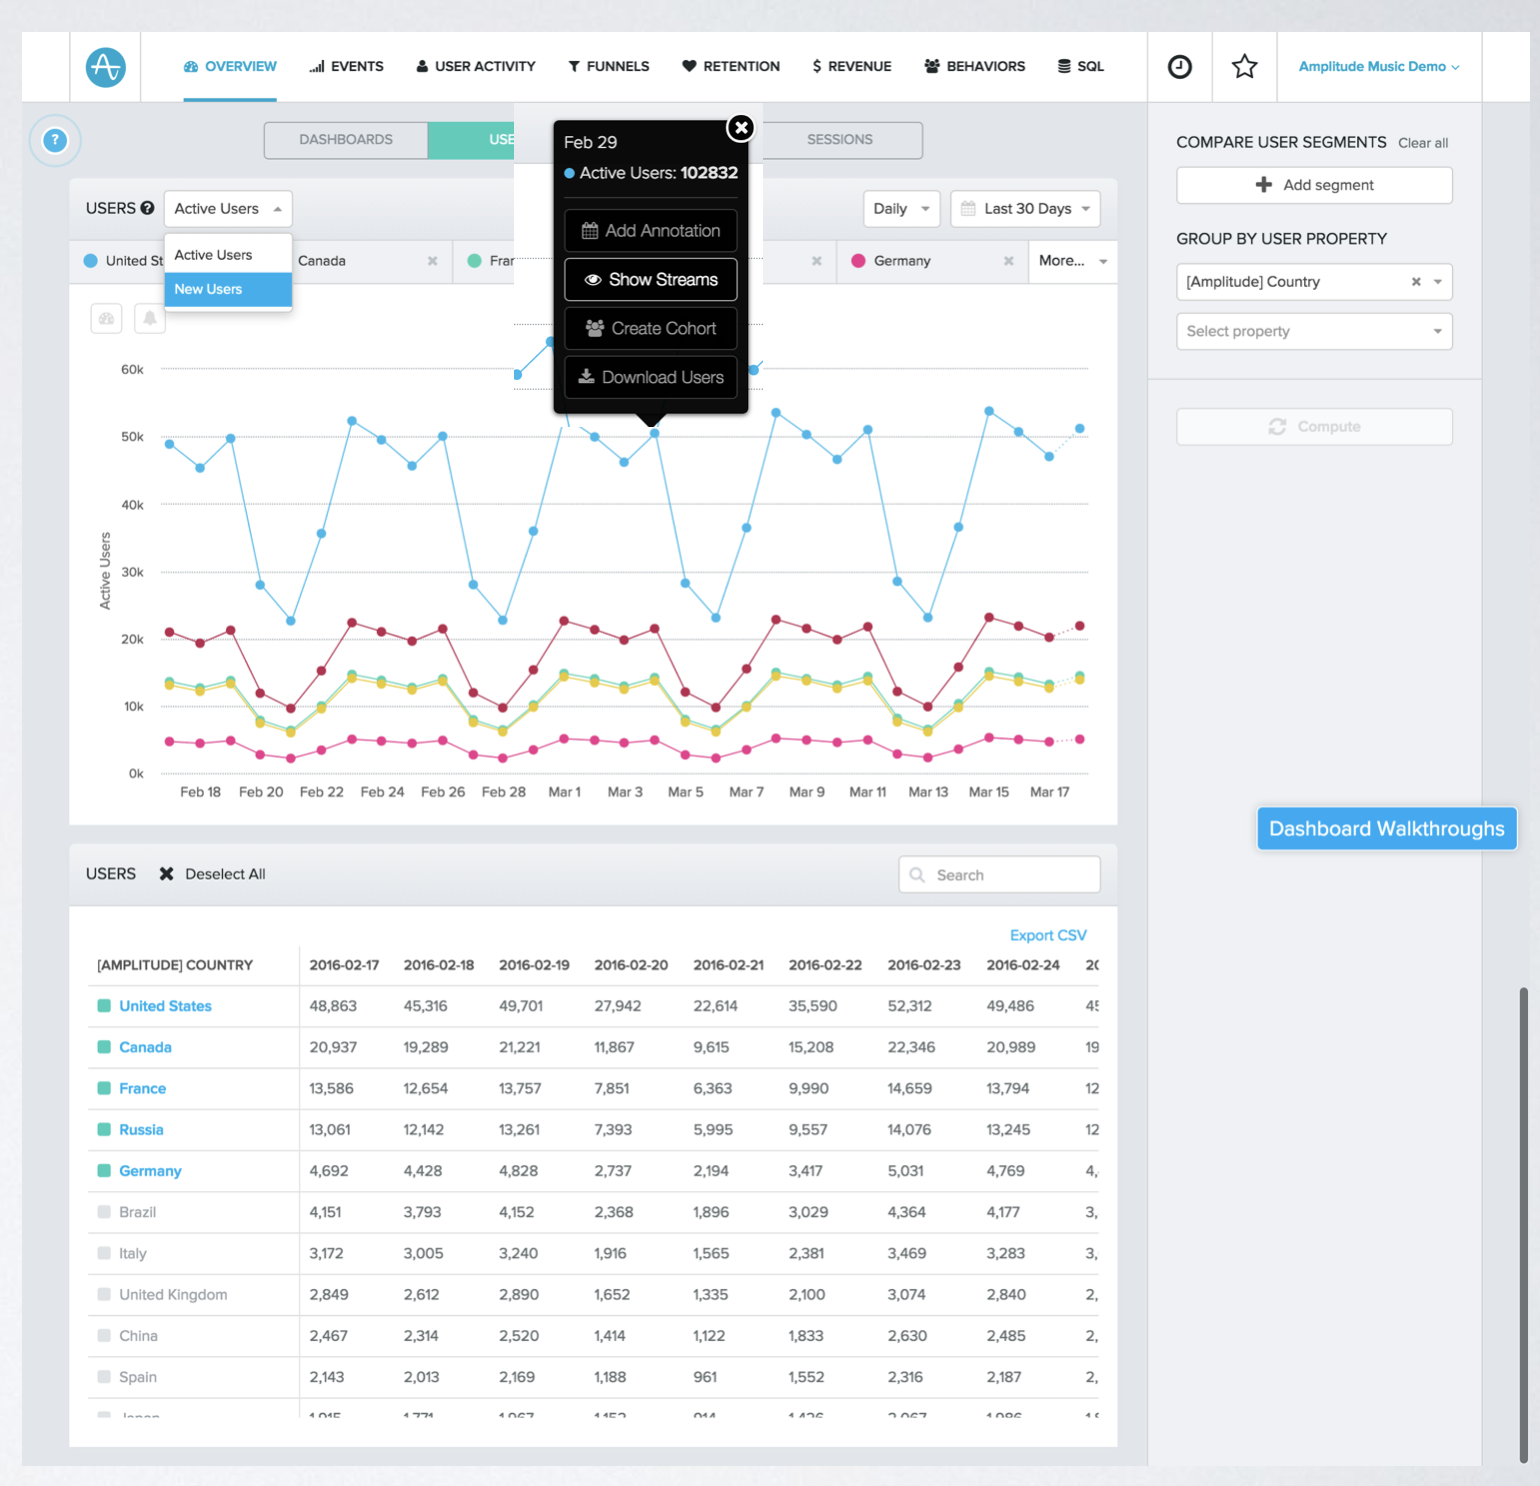 OVERVIEW EVENTS USER ACTIVITY FUNNELS RETENTION $ REVENUE BEHAVIORS SQL Amplitude Music Demo
?
DASHBOARDS USE SESSIONS
Feb 29
Active Users: 102832
Add Annotation
Show Streams
Create Cohort
Download Users
COMPARE USER SEGMENTS Clear all
Add segment
GROUP BY USER PROPERTY
[Amplitude] Country
Select property
Compute
USERS ? Active Users Daily Last 30 Days
Active Users
New Users
United St Canada Fran Germany More...
60k
50k
40k
30k
20k
10k
0k
Active Users
Feb 18 Feb 20 Feb 22 Feb 24 Feb 26 Feb 28 Mar 1 Mar 3 Mar 5 Mar 7 Mar 9 Mar 11 Mar 13 Mar 15 Mar 17
Dashboard Walkthroughs
USERS Deselect All Search
Export CSV
[AMPLITUDE] COUNTRY 2016-02-17 2016-02-18 2016-02-19 2016-02-20 2016-02-21 2016-02-22 2016-02-23 2016-02-24 20
United States 48,863 45,316 49,701 27,942 22,614 35,590 52,312 49,486 45
Canada 20,937 19,289 21,221 11,867 9,615 15,208 22,346 20,989 19
France 13,586 12,654 13,757 7,851 6,363 9,990 14,659 13,794 12
Russia 13,061 12,142 13,261 7,393 5,995 9,557 14,076 13,245 12
Germany 4,692 4,428 4,828 2,737 2,194 3,417 5,031 4,769 4,
Brazil 4,151 3,793 4,152 2,368 1,896 3,029 4,364 4,177 3,
Italy 3,172 3,005 3,240 1,916 1,565 2,381 3,469 3,283 3,
United Kingdom 2,849 2,612 2,890 1,652 1,335 2,100 3,074 2,840 2,
China 2,467 2,314 2,520 1,414 1,122 1,833 2,630 2,485 2,
Spain 2,143 2,013 2,169 1,188 961 1,552 2,316 2,187 2,